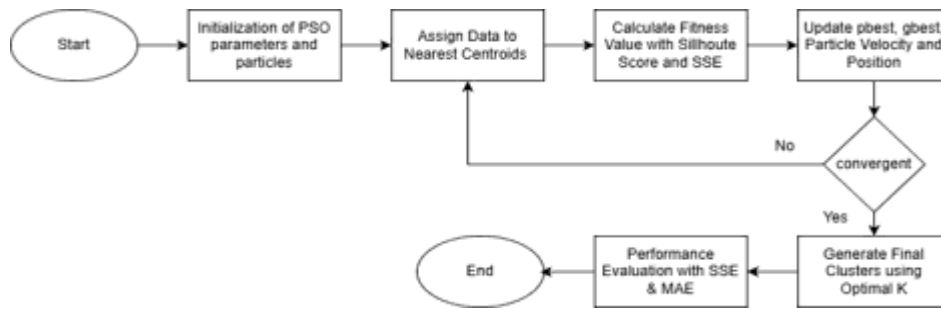 Start
Initialization of PSO
parameters and
particles
Assign Data to
Nearest Centroids
Calculate Fitness
Value with Sillhoute
Score and SSE
Update pbest, gbest,
Particle Velocity and
Position
No
convergent
Yes
End
Performance
Evaluation with SSE
& MAE
Generate Final
Clusters using
Optimal K